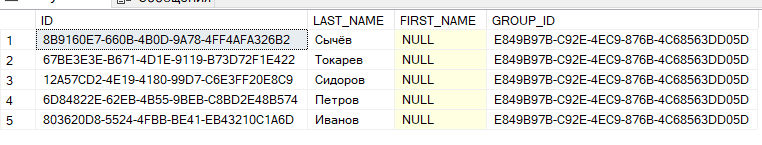 ID LAST_NAME FIRST_NAME GROUP_ID
1 8B9160E7-660B-4B0D-9A78-4FF4AFA326B2 Сычёв NULL E849B97B-C92E-4EC9-876B-4C68563DD05D
2 67BE3E3E-B671-4D1E-9119-B73D72F1E422 Токарев NULL E849B97B-C92E-4EC9-876B-4C68563DD05D
3 12A57CD2-4E19-4180-99D7-C6E3FF20E8C9 Сидоров NULL E849B97B-C92E-4EC9-876B-4C68563DD05D
4 6D84822E-62EB-4B55-9BEB-C8BD2E48B574 Петров NULL E849B97B-C92E-4EC9-876B-4C68563DD05D
5 803620D8-5524-4FBB-BE41-EB43210C1A6D Иванов NULL E849B97B-C92E-4EC9-876B-4C68563DD05D